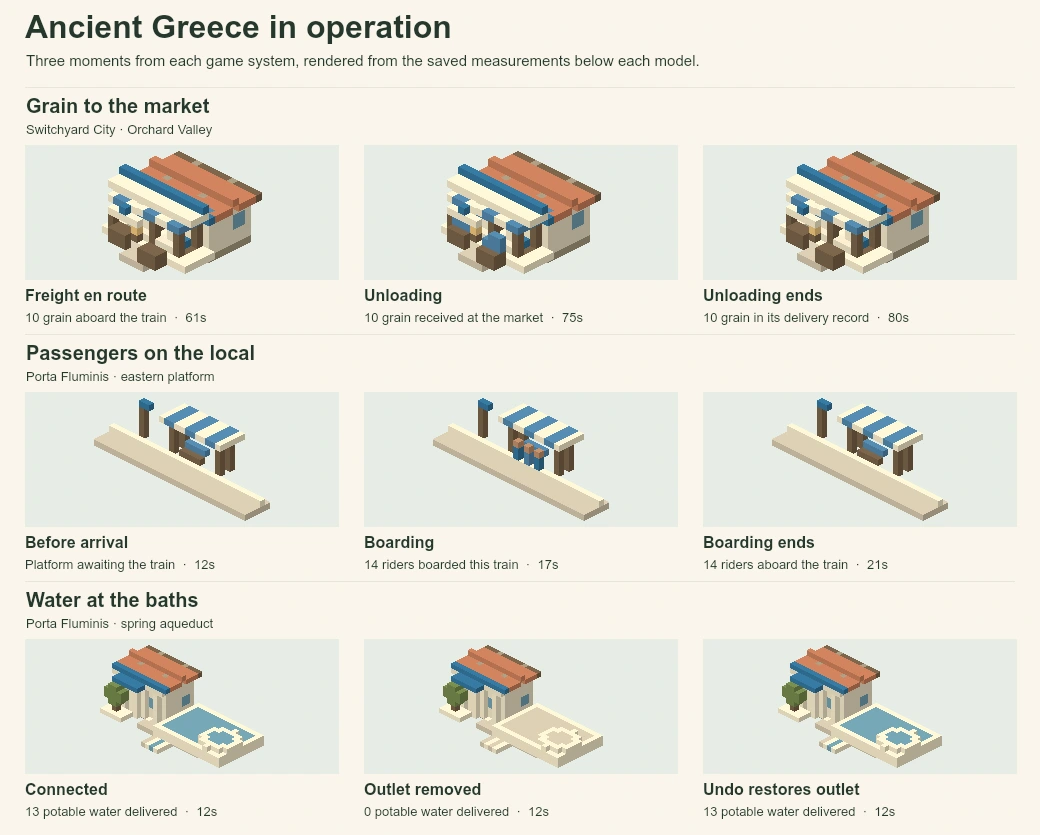 Ancient Greece in operation
Three moments from each game system, rendered from the saved measurements below each model.
Grain to the market
Switchyard City · Orchard Valley
Freight en route
10 grain aboard the train · 61s
Unloading
10 grain received at the market · 75s
Unloading ends
10 grain in its delivery record · 80s
Passengers on the local
Porta Fluminis · eastern platform
Before arrival
Platform awaiting the train · 12s
Boarding
14 riders boarded this train · 17s
Boarding ends
14 riders aboard the train · 21s
Water at the baths
Porta Fluminis · spring aqueduct
Connected
13 potable water delivered · 12s
Outlet removed
0 potable water delivered · 12s
Undo restores outlet
13 potable water delivered · 12s